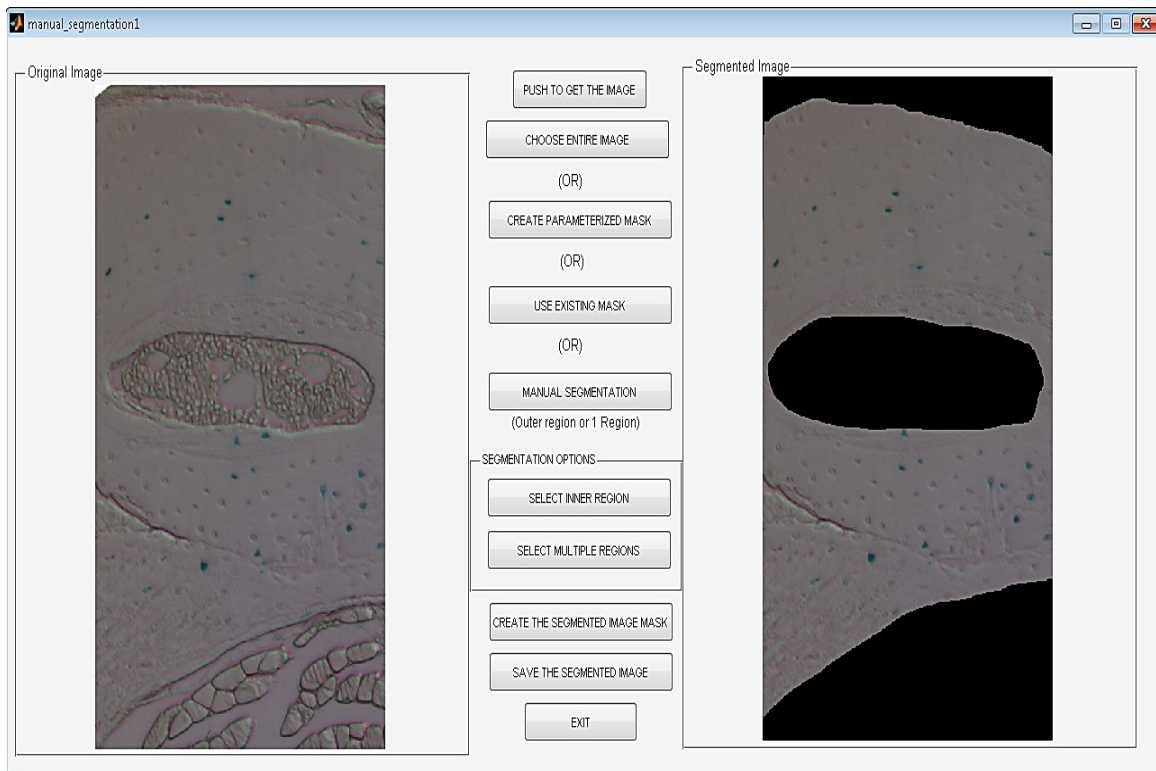 manual_segmentation1
Original Image
PUSH TO GET THE IMAGE
CHOOSE ENTIRE IMAGE
(OR)
CREATE PARAMETERIZED MASK
(OR)
USE EXISTING MASK
(OR)
MANUAL SEGMENTATION
(Outer region or 1 Region)
SEGMENTATION OPTIONS
SELECT INNER REGION
SELECT MULTIPLE REGIONS
CREATE THE SEGMENTED IMAGE MASK
SAVE THE SEGMENTED IMAGE
EXIT
Segmented Image